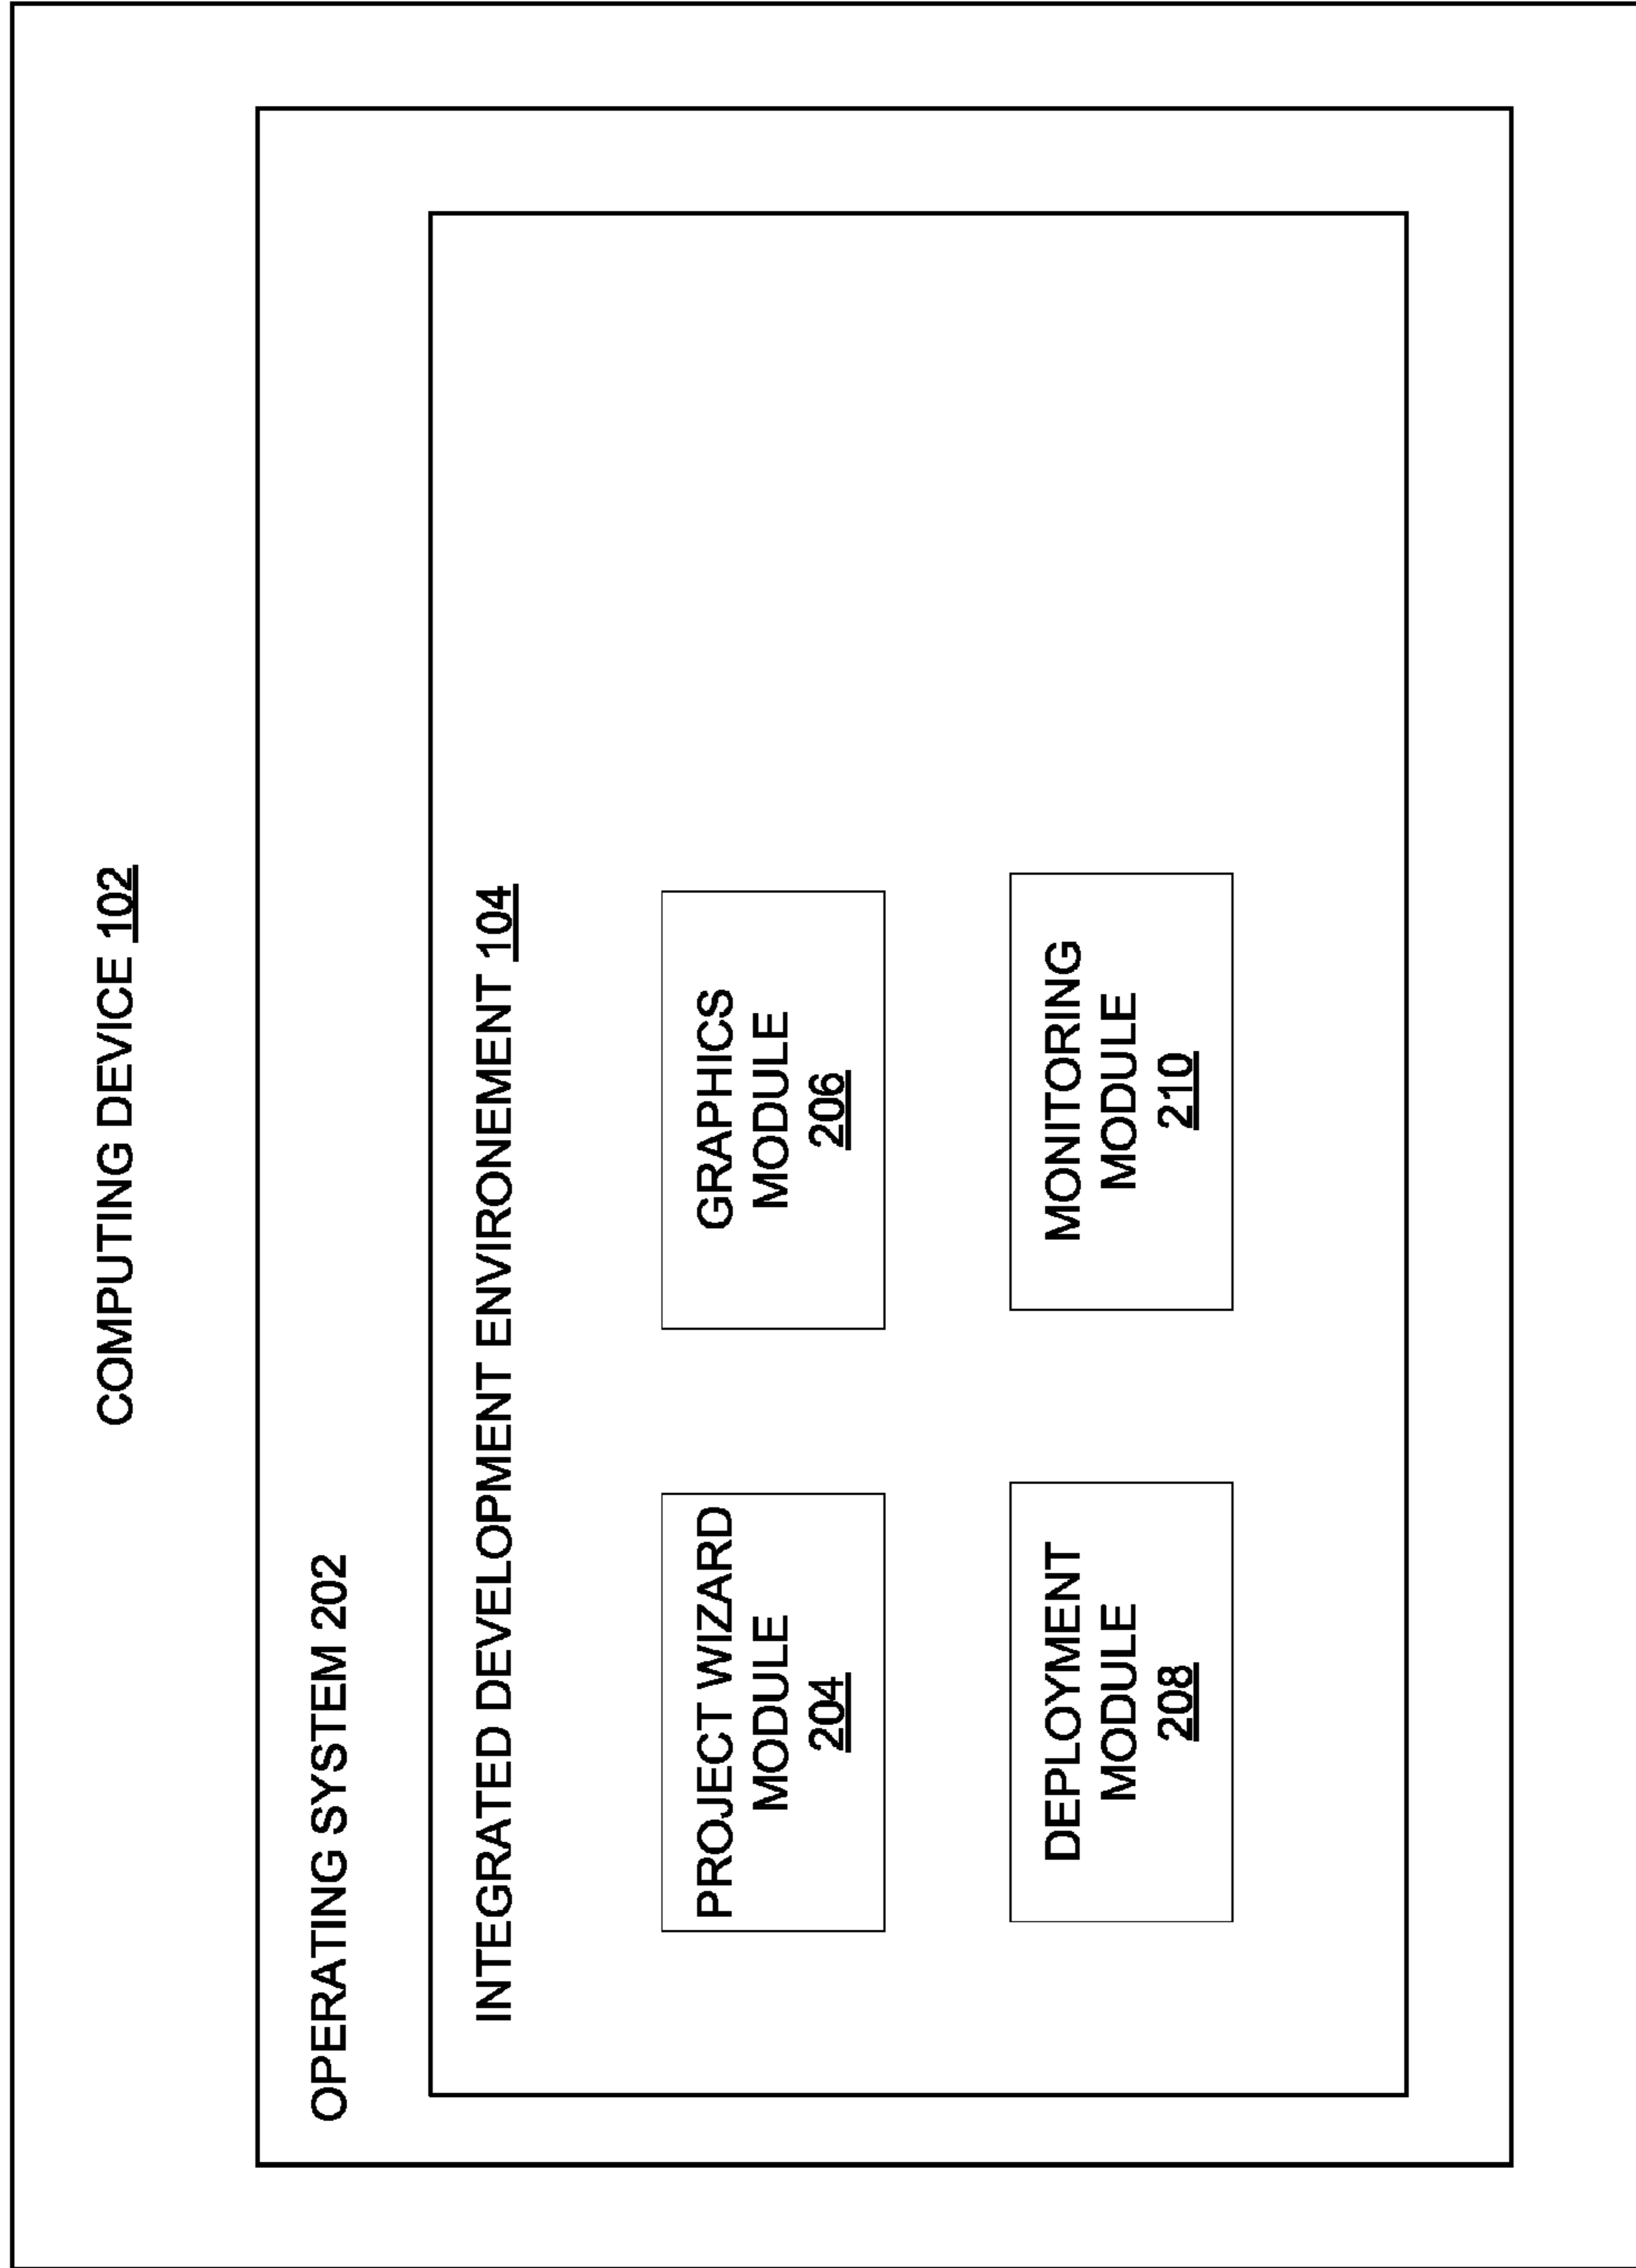 COMPUTING DEVICE 102
OPERATING SYSTEM 202
INTEGRATED DEVELOPMENT ENVIRONEMENT 104
PROJECT WIZARD
MODULE
204
GRAPHICS
MODULE
206
DEPLOYMENT
MODULE
208
MONITORING
MODULE
210